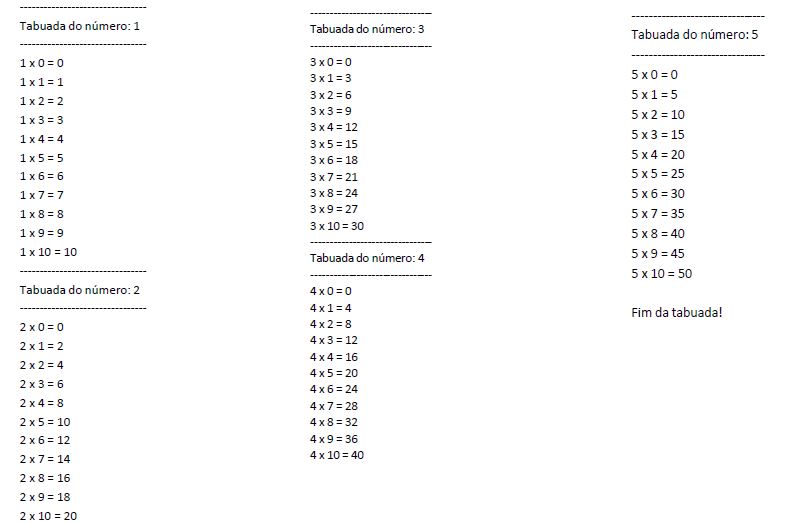 --------------------------------
Tabuada do número: 1
--------------------------------
1 x 0 = 0
1 x 1 = 1
1 x 2 = 2
1 x 3 = 3
1 x 4 = 4
1 x 5 = 5
1 x 6 = 6
1 x 7 = 7
1 x 8 = 8
1 x 9 = 9
1 x 10 = 10
--------------------------------
Tabuada do número: 2
--------------------------------
2 x 0 = 0
2 x 1 = 2
2 x 2 = 4
2 x 3 = 6
2 x 4 = 8
2 x 5 = 10
2 x 6 = 12
2 x 7 = 14
2 x 8 = 16
2 x 9 = 18
2 x 10 = 20
--------------------------------
Tabuada do número: 3
--------------------------------
3 x 0 = 0
3 x 1 = 3
3 x 2 = 6
3 x 3 = 9
3 x 4 = 12
3 x 5 = 15
3 x 6 = 18
3 x 7 = 21
3 x 8 = 24
3 x 9 = 27
3 x 10 = 30
--------------------------------
Tabuada do número: 4
--------------------------------
4 x 0 = 0
4 x 1 = 4
4 x 2 = 8
4 x 3 = 12
4 x 4 = 16
4 x 5 = 20
4 x 6 = 24
4 x 7 = 28
4 x 8 = 32
4 x 9 = 36
4 x 10 = 40
--------------------------------
Tabuada do número: 5
--------------------------------
5 x 0 = 0
5 x 1 = 5
5 x 2 = 10
5 x 3 = 15
5 x 4 = 20
5 x 5 = 25
5 x 6 = 30
5 x 7 = 35
5 x 8 = 40
5 x 9 = 45
5 x 10 = 50
Fim da tabuada!